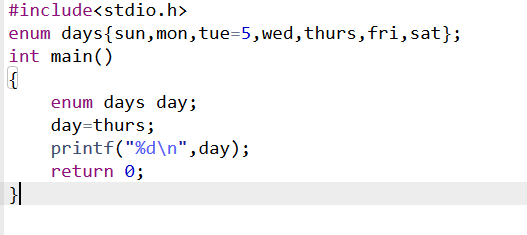 #include<stdio.h>
enum days{sun,mon,tue=5,wed,thurs,fri,sat};
int main()
{
    enum days day;
    day=thurs;
    printf("%d\n",day);
    return 0;
}